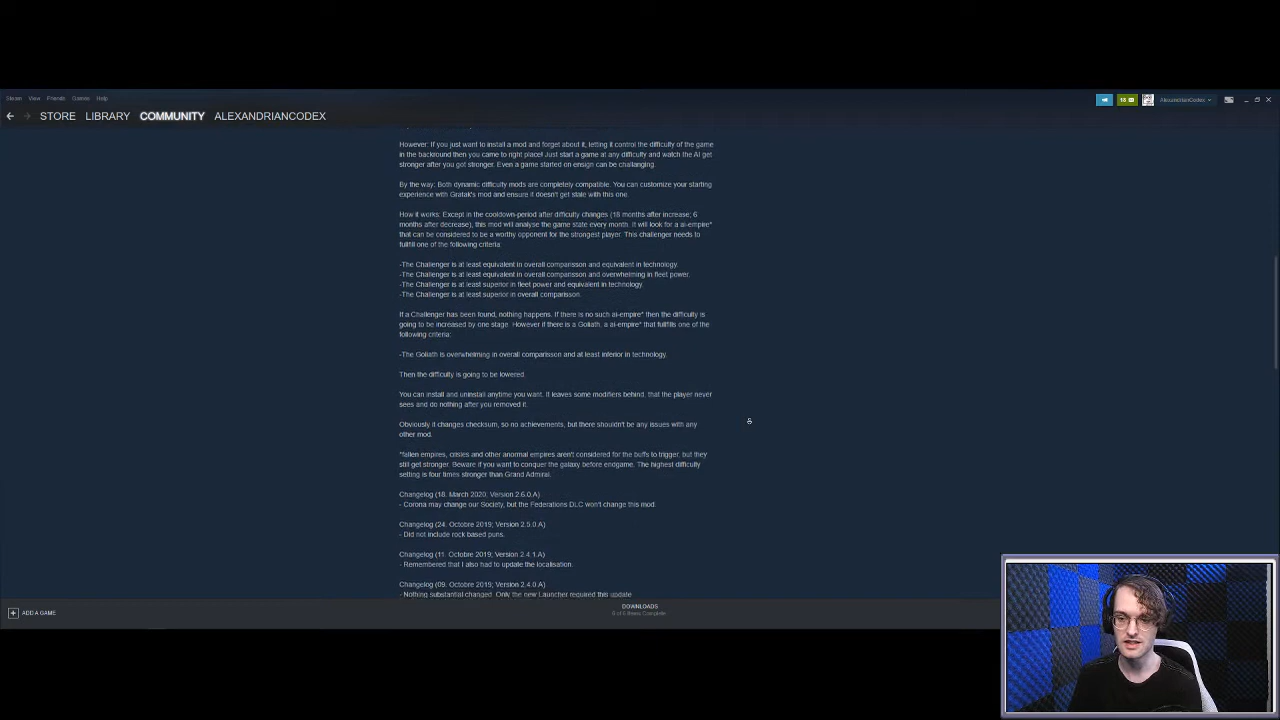 Steam View Friends Games Help
18
AlexandrianCodex
STORE LIBRARY COMMUNITY ALEXANDRIANCODEX
However: If you just want to install a mod and forget about it, letting it control the difficulty of the game
in the backround then you came to right place! Just start a game at any difficulty and watch the AI get
stronger after you got stronger. Even a game started on ensign can be challanging.
By the way: Both dynamic difficulty mods are completely compatible. You can customize your starting
experience with Gratak's mod and ensure it doesn't get stale with this one.
How it works: Except in the cooldown-period after difficulty changes (18 months after increase; 6
months after decrease), this mod will analyse the game state every month. It will look for a ai-empire*
that can be considered to be a worthy opponent for the strongest player. This challenger needs to
fullfill one of the following criteria:
-The Challenger is at least equivalent in overall comparisson and equivalent in technology.
-The Challenger is at least equivalent in overall comparisson and overwhelming in fleet power.
-The Challenger is at least superior in fleet power and equivalent in technology.
-The Challenger is at least superior in overall comparisson.
If a Challenger has been found, nothing happens. If there is no such ai-empire* then the difficulty is
going to be increased by one stage. However if there is a Goliath, a ai-empire* that fullfills one of the
following criteria:
-The Goliath is overwhelming in overall comparisson and at least inferior in technology.
Then the difficulty is going to be lowered.
You can install and uninstall anytime you want. It leaves some modifiers behind, that the player never
sees and do nothing after you removed it.
Obviously it changes checksum, so no achievements, but there shouldn't be any issues with any
other mod.
*fallen empires, crisies and other anormal empires aren't considered for the buffs to trigger, but they
still get stronger. Beware if you want to conquer the galaxy before endgame. The highest difficulty
setting is four times stronger than Grand Admiral.
Changelog (18. March 2020; Version 2.6.0.A)
- Corona may change our Society, but the Federations DLC won't change this mod.
Changelog (24. Octobre 2019; Version 2.5.0.A)
- Did not include rock based puns.
Changelog (11. Octobre 2019; Version 2.4.1.A)
- Remembered that I also had to update the localisation.
Changelog (09. Octobre 2019; Version 2.4.0.A)
- Nothing substantial changed. Only the new Launcher required this update
ADD A GAME
DOWNLOADS
6 of 6 Items Complete